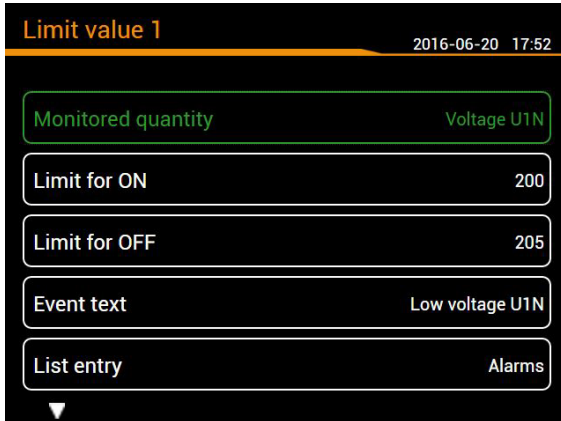 Limit value 1
2016-06-20 17:52
Monitored quantity Voltage U1N
Limit for ON 200
Limit for OFF 205
Event text Low voltage U1N
List entry Alarms